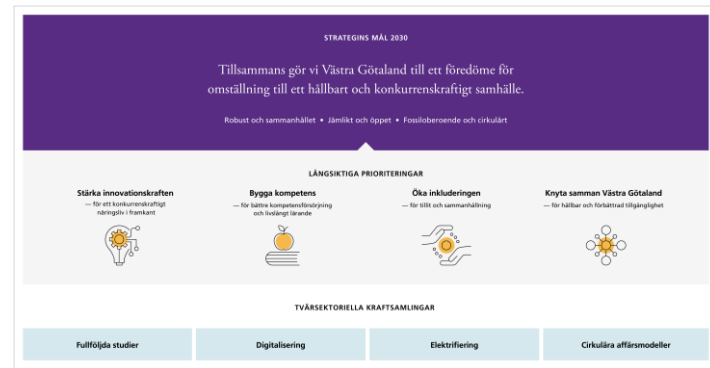 STRATEGINS MÅL 2030
Tillsammans gör vi Västra Götaland till ett föredöme för
omställning till ett hållbart och konkurrenskraftigt samhälle.
Robust och sammanhållet • Jämlikt och öppet • Fossiloberoende och cirkulärt
LÅNGSIKTIGA PRIORITERINGAR
Stärka innovationskraften
— för ett konkurrenskraftigt
näringsliv i framkant
Bygga kompetens
— för bättre kompetensförsörjning
och livslångt lärande
Öka inkluderingen
— för tillit och sammanhållning
Knyta samman Västra Götaland
— för hållbar och förbättrad tillgänglighet
TVÄRSEKTORIELLA KRAFTSAMLINGAR
Fullföljda studier
Digitalisering
Elektrifiering
Cirkulära affärsmodeller